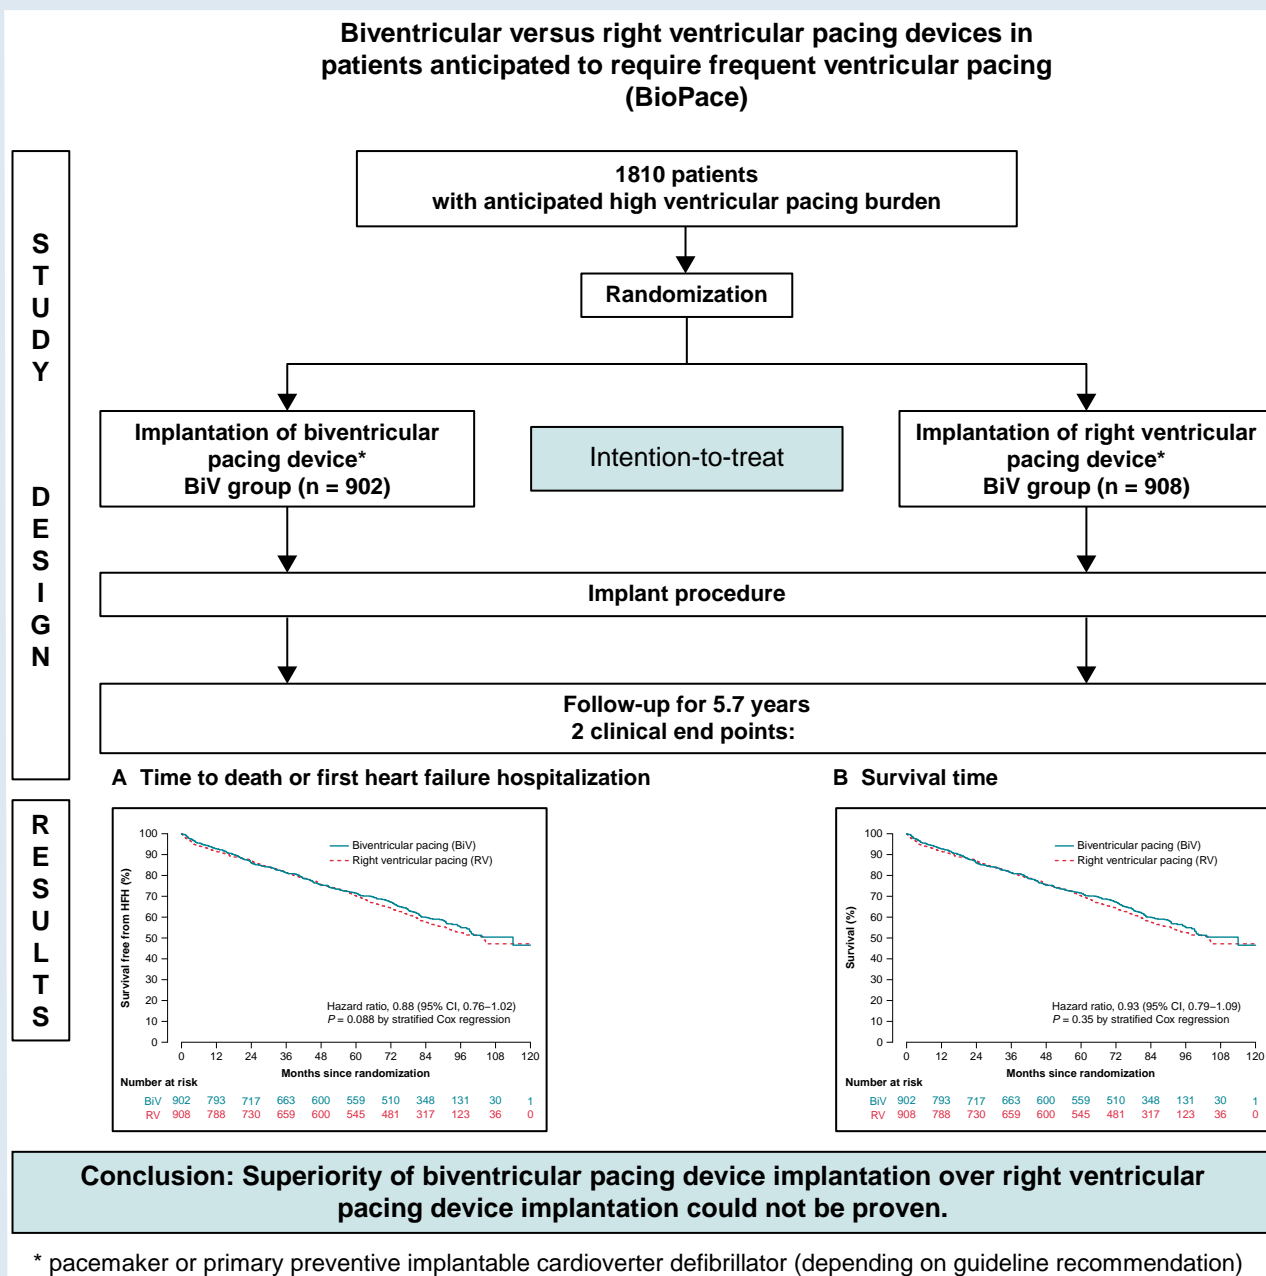 Biventricular versus right ventricular pacing devices in
patients anticipated to require frequent ventricular pacing
(BioPace)
STUDY DESIGN
1810 patients
with anticipated high ventricular pacing burden
Randomization
Implantation of biventricular
pacing device*
BiV group (n = 902)
Intention-to-treat
Implantation of right ventricular
pacing device*
BiV group (n = 908)
Implant procedure
Follow-up for 5.7 years
2 clinical end points:
RESULTS
A Time to death or first heart failure hospitalization
Survival free from HFH (%)
100
90
80
70
60
50
40
30
20
10
0
Biventricular pacing (BiV)
Right ventricular pacing (RV)
Hazard ratio, 0.88 (95% CI, 0.76–1.02)
P = 0.088 by stratified Cox regression
0 12 24 36 48 60 72 84 96 108 120
Months since randomization
Number at risk
BiV 902 793 717 663 600 559 510 348 131 30 1
RV 908 788 730 659 600 545 481 317 123 36 0
B Survival time
Survival (%)
100
90
80
70
60
50
40
30
20
10
0
Biventricular pacing (BiV)
Right ventricular pacing (RV)
Hazard ratio, 0.93 (95% CI, 0.79–1.09)
P = 0.35 by stratified Cox regression
0 12 24 36 48 60 72 84 96 108 120
Months since randomization
Number at risk
BiV 902 793 717 663 600 559 510 348 131 30 1
RV 908 788 730 659 600 545 481 317 123 36 0
Conclusion: Superiority of biventricular pacing device implantation over right ventricular
pacing device implantation could not be proven.
* pacemaker or primary preventive implantable cardioverter defibrillator (depending on guideline recommendation)